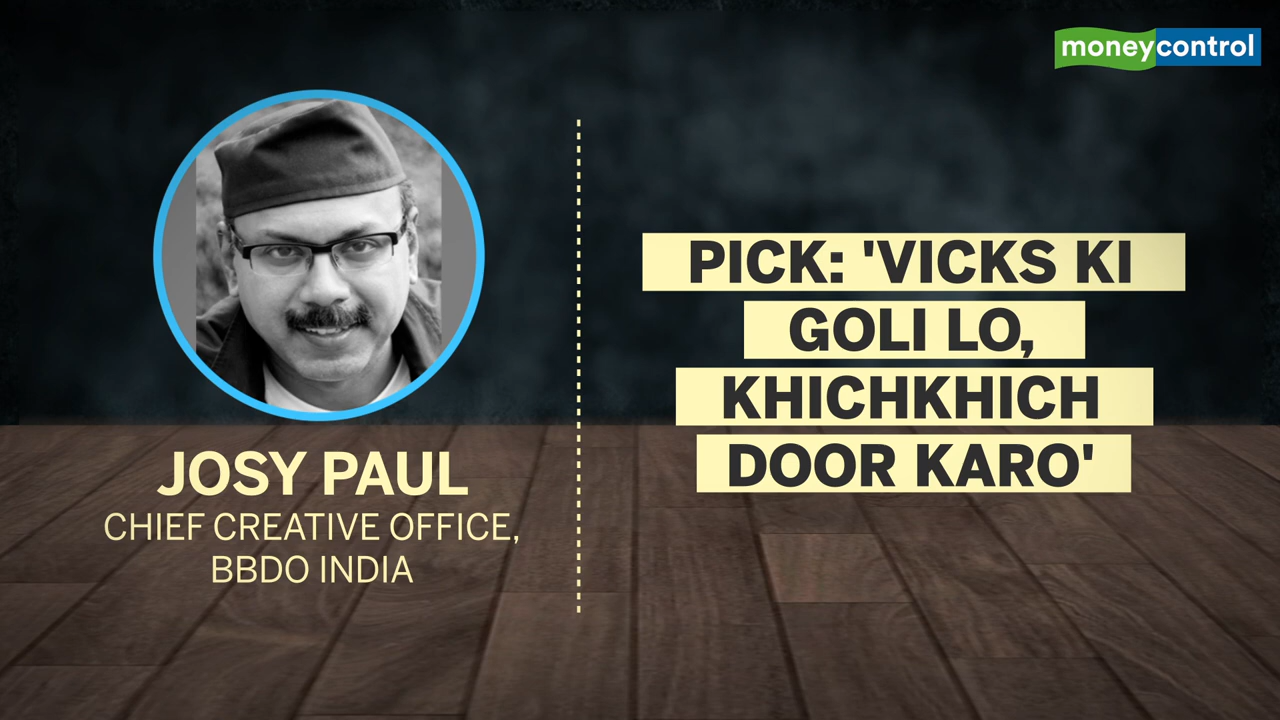 moneycontrol
JOSY PAUL
CHIEF CREATIVE OFFICE,
BBDO INDIA
PICK: 'VICKS KI
GOLI LO,
KHICHKHICH
DOOR KARO'